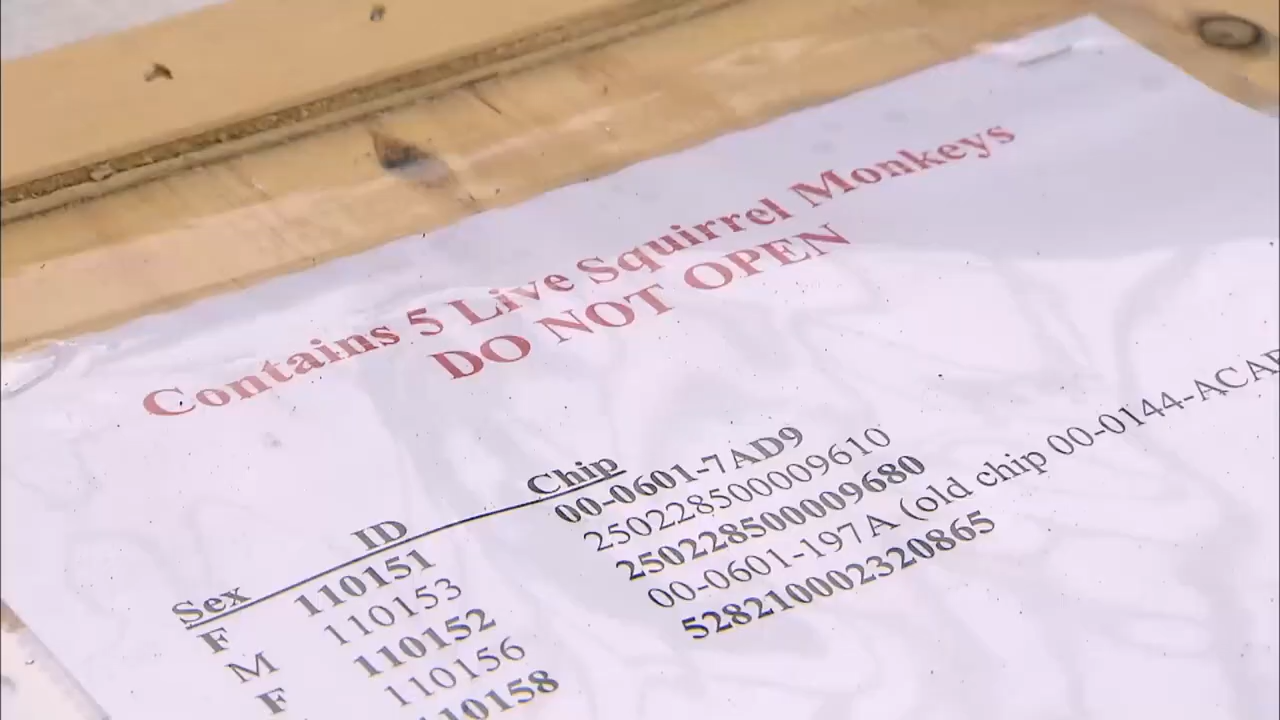 Contains 5 Live Squirrel Monkeys
DO NOT OPEN
Sex ID Chip
F 110151 00-0601-7AD9
M 110153 250228500009610
F 110152 250228500009680
110156 00-0601-197A (old chip 00-0144-ACAF
110158 528210002320865